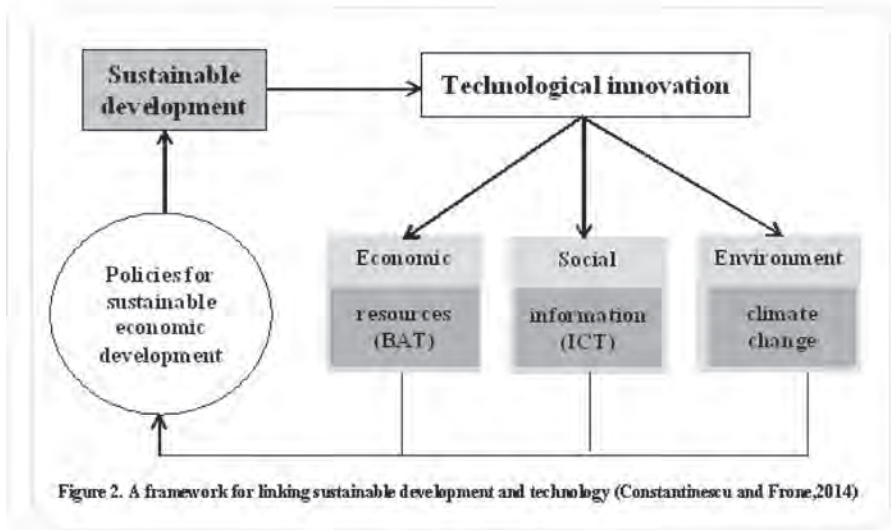 Sustainable
development
Technological innovation
Policies for
sustainable
economic
development
Economic
resources
(BAT)
Social
information
(ICT)
Environment
climate
change
Figure 2. A framework for linking sustainable development and technology (Constantinescu and Frone,2014)